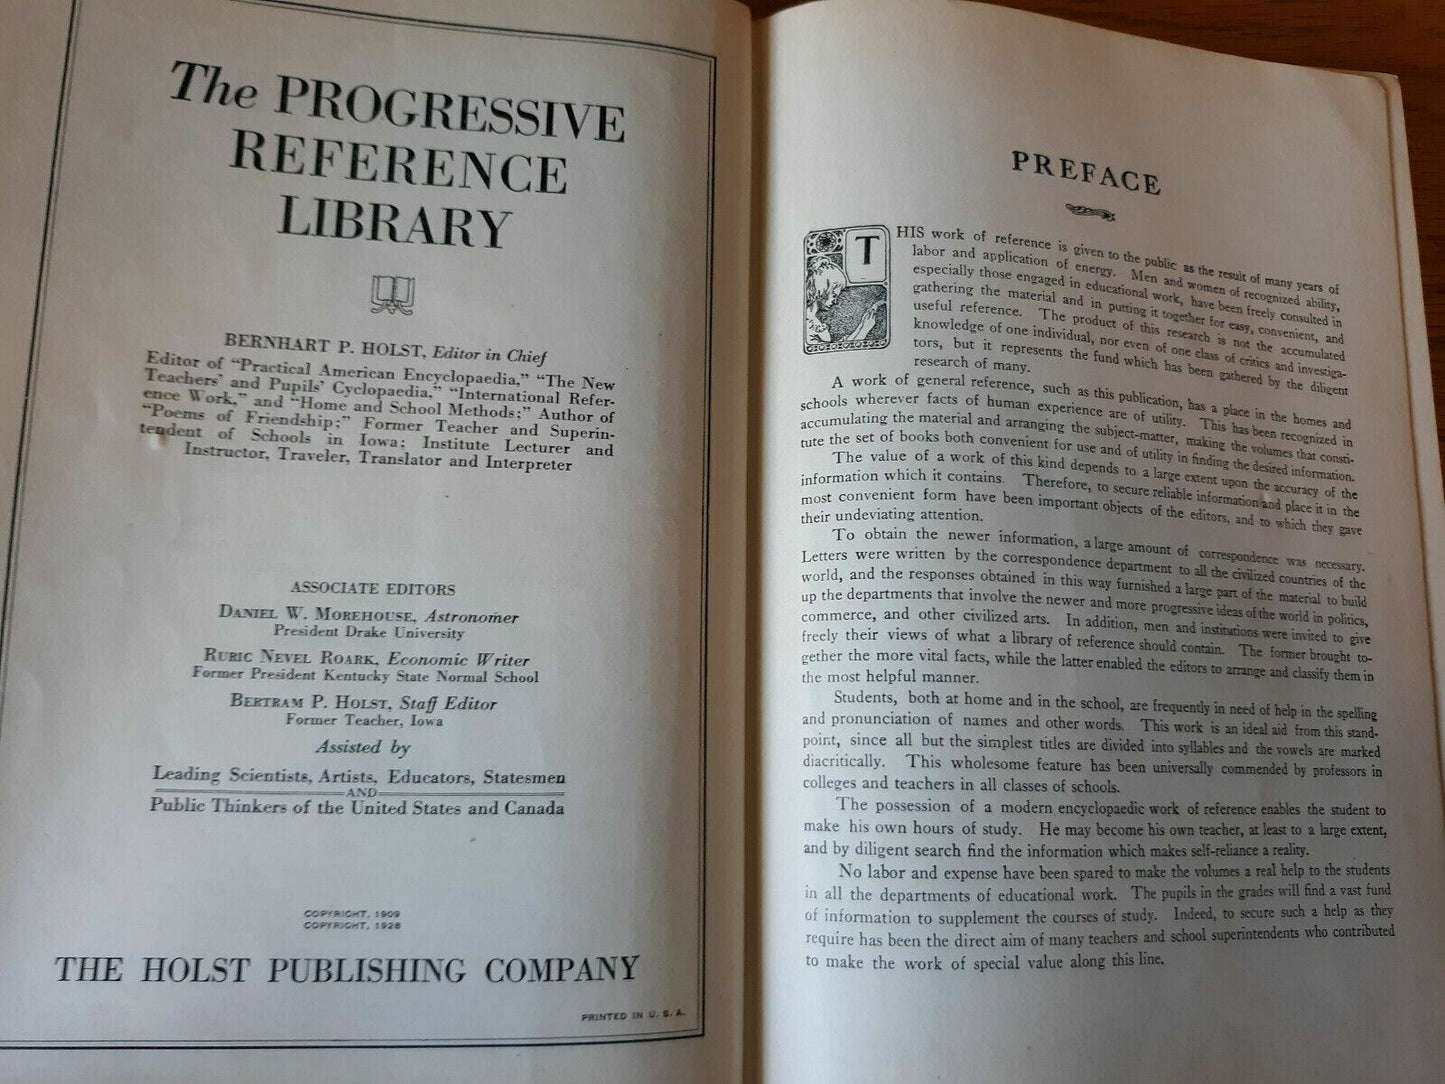 The PROGRESSIVE
REFERENCE
LIBRARY
BERNHART P. HOLST, Editor in Chief
Editor of "Practical American Encyclopaedia," "The New
Teachers' and Pupils' Cyclopaedia," "International Refer-
ence Work," and "Home and School Methods;" Author of
"Poems of Friendship;" Former Teacher and Superin-
tendent of Schools in Iowa; Institute Lecturer and
Instructor, Traveler, Translator and Interpreter
ASSOCIATE EDITORS
DANIEL W. MOREHOUSE, Astronomer
President Drake University
RURIC NEVEL ROARK, Economic Writer
Former President Kentucky State Normal School
BERTRAM P. HOLST, Staff Editor
Former Teacher, Iowa
Assisted by
Leading Scientists, Artists, Educators, Statesmen
AND
Public Thinkers of the United States and Canada
COPYRIGHT, 1909
COPYRIGHT, 1928
THE HOLST PUBLISHING COMPANY
PRINTED IN U. S. A.
PREFACE
THIS work of reference is given to the public as the result of many years of
labor and application of energy. Men and women of recognized ability,
especially those engaged in educational work, have been freely consulted in
gathering the material and in putting it together for easy, convenient, and
useful reference. The product of this research is not the accumulated
knowledge of one individual, nor even of one class of critics and investiga-
tors, but it represents the fund which has been gathered by the diligent
research of many.
A work of general reference, such as this publication, has a place in the homes and
schools wherever facts of human experience are of utility. This has been recognized in
accumulating the material and arranging the subject-matter, making the volumes that consti-
tute the set of books both convenient for use and of utility in finding the desired information.
The value of a work of this kind depends to a large extent upon the accuracy of the
information which it contains. Therefore, to secure reliable information and place it in the
most convenient form have been important objects of the editors, and to which they gave
their undeviating attention.
To obtain the newer information, a large amount of correspondence was necessary.
Letters were written by the correspondence department to all the civilized countries of the
world, and the responses obtained in this way furnished a large part of the material to build
up the departments that involve the newer and more progressive ideas of the world in politics,
commerce, and other civilized arts. In addition, men and institutions were invited to give
freely their views of what a library of reference should contain. The former brought to-
gether the more vital facts, while the latter enabled the editors to arrange and classify them in
the most helpful manner.
Students, both at home and in the school, are frequently in need of help in the spelling
and pronunciation of names and other words. This work is an ideal aid from this stand-
point, since all but the simplest titles are divided into syllables and the vowels are marked
diacritically. This wholesome feature has been universally commended by professors in
colleges and teachers in all classes of schools.
The possession of a modern encyclopaedic work of reference enables the student to
make his own hours of study. He may become his own teacher, at least to a large extent,
and by diligent search find the information which makes self-reliance a reality.
No labor and expense have been spared to make the volumes a real help to the students
in all the departments of educational work. The pupils in the grades will find a vast fund
of information to supplement the courses of study. Indeed, to secure such a help as they
require has been the direct aim of many teachers and school superintendents who contributed
to make the work of special value along this line.